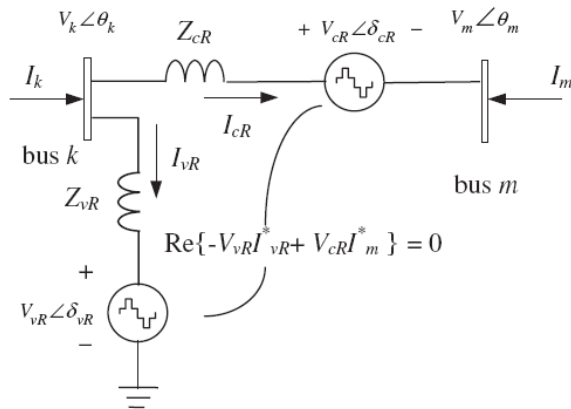 V_k∠θ_k
Z_cR
+ V_cR∠δ_cR −
V_m∠θ_m
I_k
I_cR
I_m
bus k
I_vR
bus m
Z_vR
Re{-V_vR I*_vR + V_cR I*_m } = 0
+
V_vR∠δ_vR
−